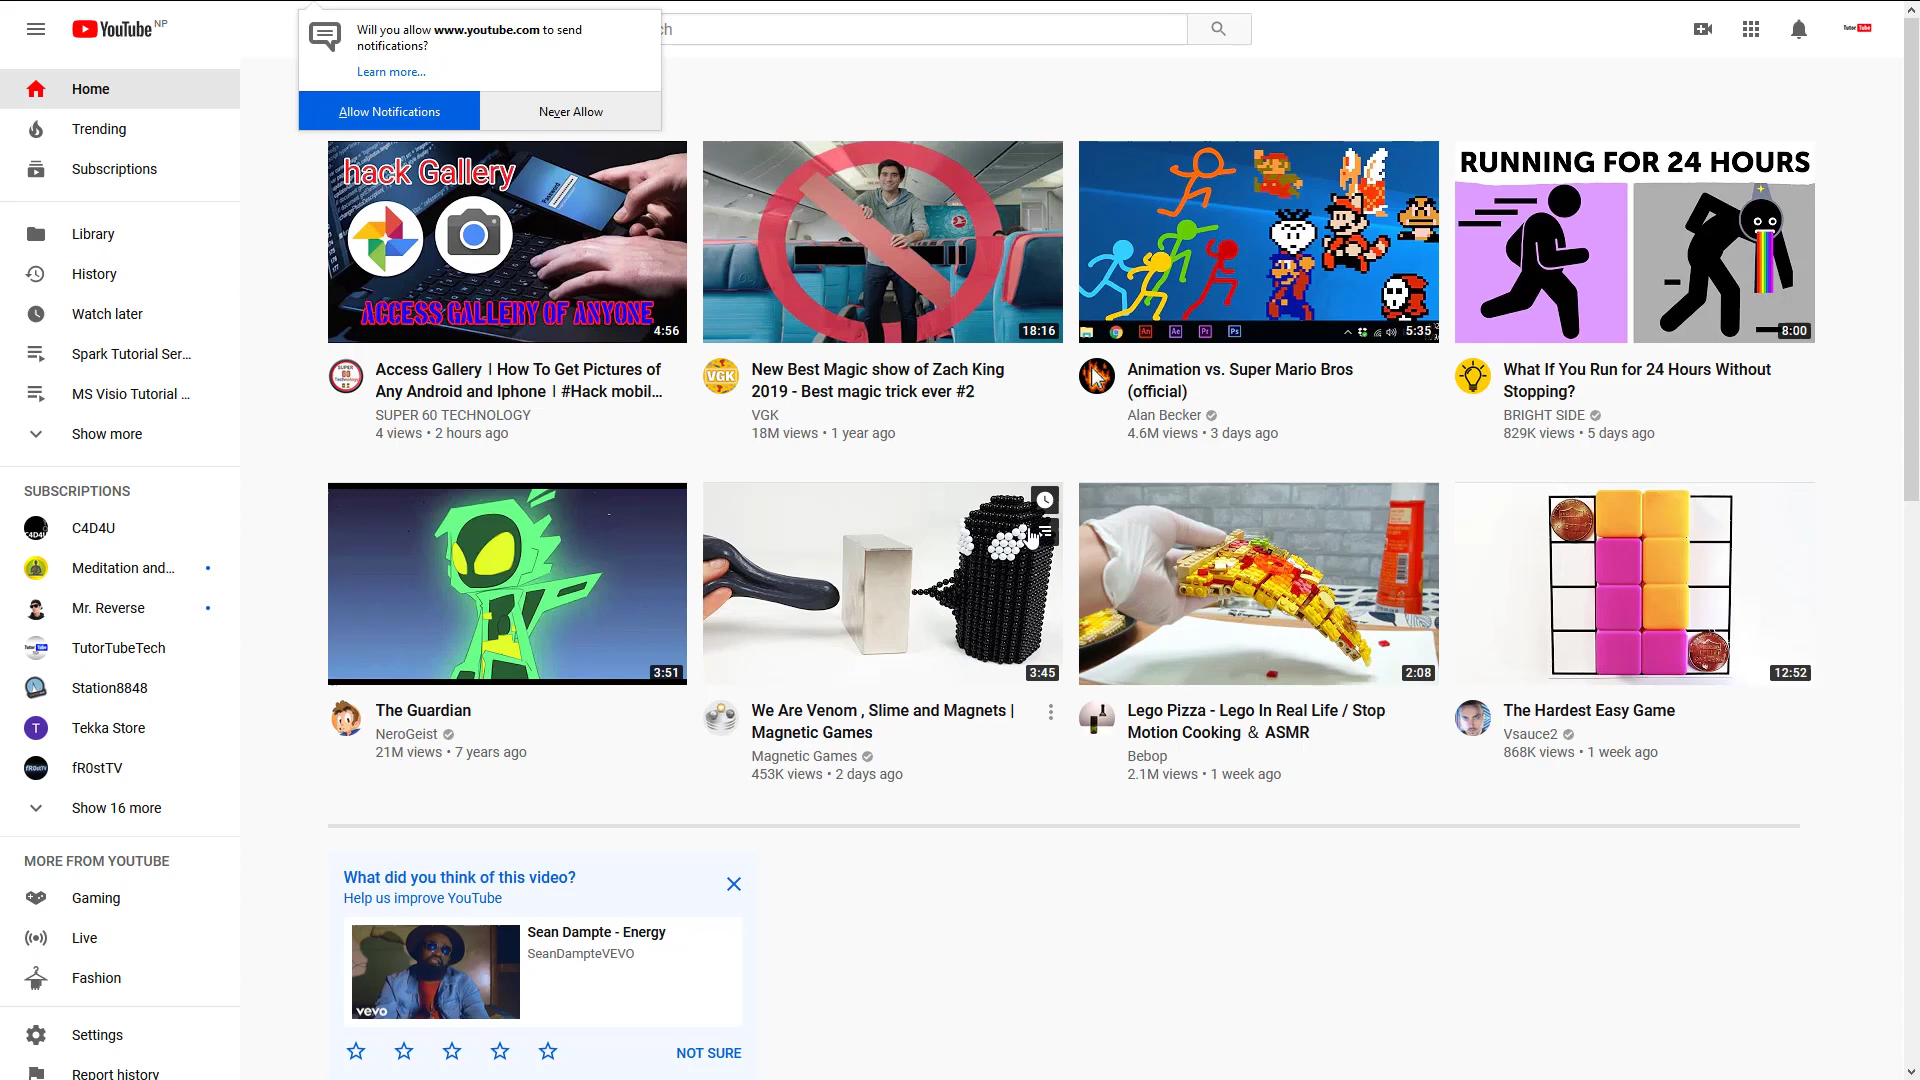 YouTube NP
Will you allow www.youtube.com to send
notifications?
Learn more...
Allow Notifications
Never Allow
ch
Tutor Tube
Home
Trending
Subscriptions
Library
History
Watch later
Spark Tutorial Ser...
MS Visio Tutorial ...
Show more
SUBSCRIPTIONS
C4D4U
Meditation and...
Mr. Reverse
TutorTubeTech
Station8848
Tekka Store
fR0stTV
Show 16 more
MORE FROM YOUTUBE
Gaming
Live
Fashion
Settings
Report history
hack Gallery
ACCESS GALLERY OF ANYONE
4:56
Access Gallery | How To Get Pictures of
Any Android and Iphone | #Hack mobil...
SUPER 60 TECHNOLOGY
4 views • 2 hours ago
18:16
VGK
New Best Magic show of Zach King
2019 - Best magic trick ever #2
VGK
18M views • 1 year ago
An Ae Pr Ps
5:35
Animation vs. Super Mario Bros
(official)
Alan Becker
4.6M views • 3 days ago
RUNNING FOR 24 HOURS
8:00
What If You Run for 24 Hours Without
Stopping?
BRIGHT SIDE
829K views • 5 days ago
3:51
The Guardian
NeroGeist
21M views • 7 years ago
3:45
We Are Venom , Slime and Magnets |
Magnetic Games
Magnetic Games
453K views • 2 days ago
2:08
Lego Pizza - Lego In Real Life / Stop
Motion Cooking ＆ ASMR
Bebop
2.1M views • 1 week ago
12:52
The Hardest Easy Game
Vsauce2
868K views • 1 week ago
What did you think of this video?
Help us improve YouTube
vevo
Sean Dampte - Energy
SeanDampteVEVO
NOT SURE